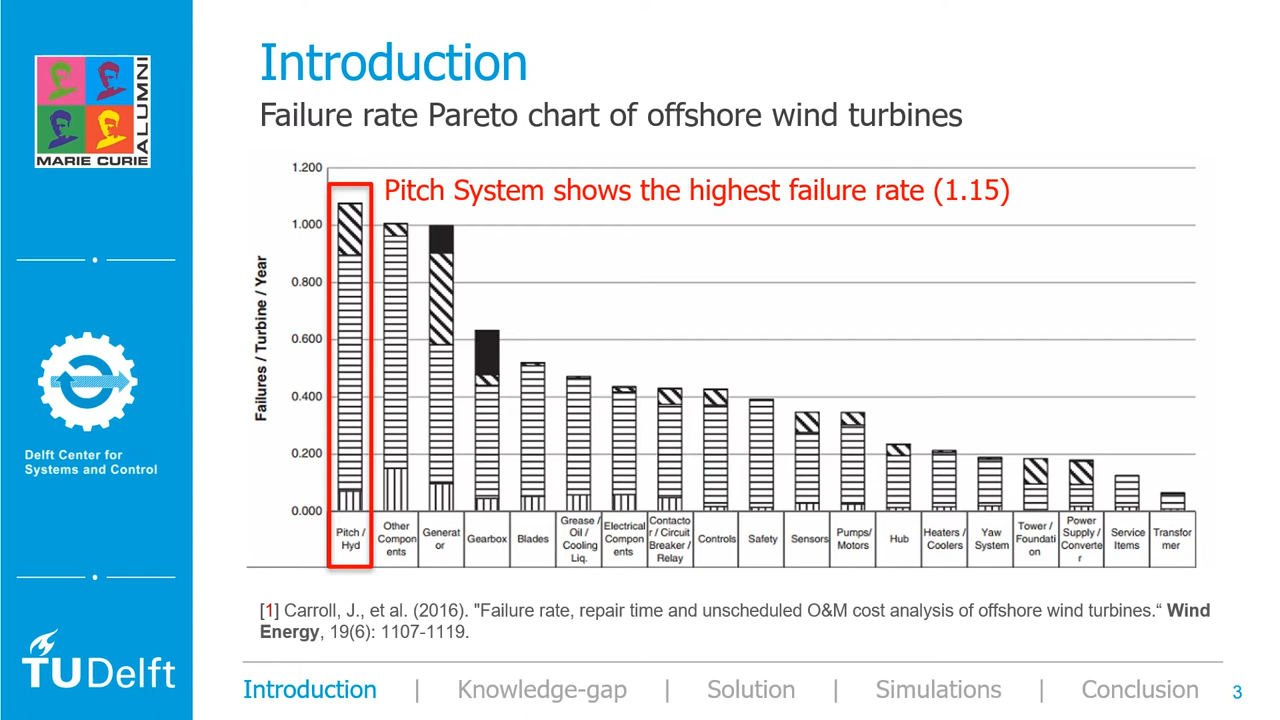 MARIE CURIE
ALUMNI
Delft Center for
Systems and Control
TUDelft
Introduction
Failure rate Pareto chart of offshore wind turbines
Pitch System shows the highest failure rate (1.15)
Failures / Turbine / Year
1.200
1.000
0.800
0.600
0.400
0.200
0.000
Pitch /
Hyd
Other
Compon
ents
Generat
or
Gearbox
Blades
Grease /
Oil /
Cooling
Liq.
Electrical
Compon
ents
Contacto
r / Circuit
Breaker /
Relay
Controls
Safety
Sensors
Pumps/
Motors
Hub
Heaters /
Coolers
Yaw
System
Tower /
Foundati
on
Power
Supply /
Converte
r
Service
Items
Transfor
mer
[1] Carroll, J., et al. (2016). "Failure rate, repair time and unscheduled O&M cost analysis of offshore wind turbines.“ Wind
Energy, 19(6): 1107-1119.
Introduction | Knowledge-gap | Solution | Simulations | Conclusion 3